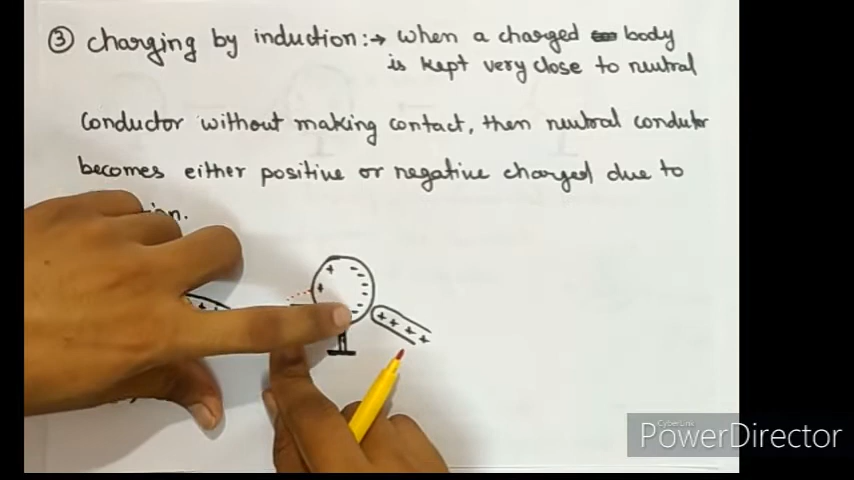 ③ charging by induction:→ when a charged body
is kept very close to neutral
conductor without making contact, then neutral conductor
becomes either positive or negative charged due to
+ - -
+ - -
+ + + +
+ +
CyberLink
PowerDirector